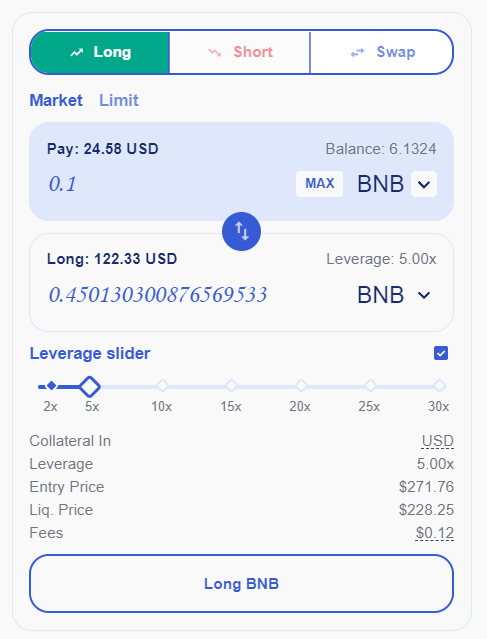 Long Short Swap
Market Limit
Pay: 24.58 USD Balance: 6.1324
0.1 MAX BNB
Long: 122.33 USD Leverage: 5.00x
0.450130300876569533 BNB
Leverage slider
2x 5x 10x 15x 20x 25x 30x
Collateral In USD
Leverage 5.00x
Entry Price $271.76
Liq. Price $228.25
Fees $0.12
Long BNB